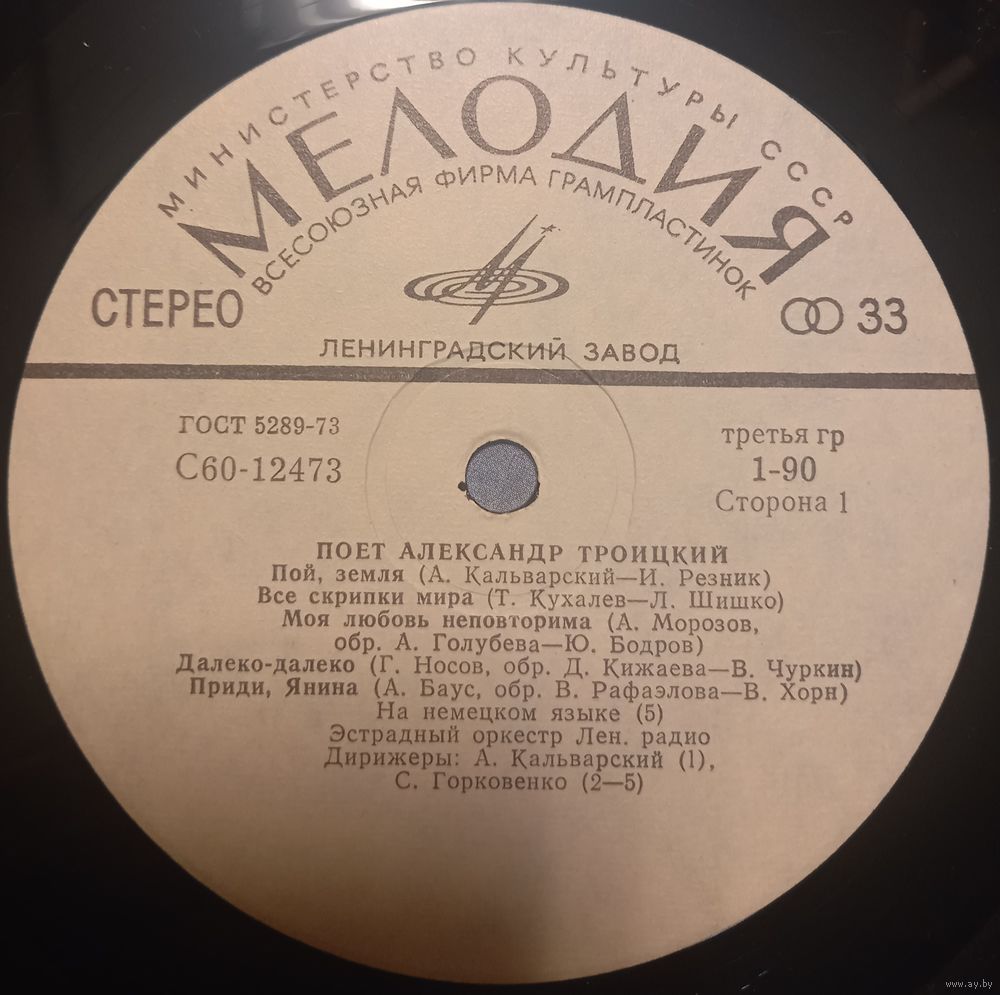 МИНИСТЕРСТВО КУЛЬТУРЫ СССР
МЕЛОДИЯ
ВСЕСОЮЗНАЯ ФИРМА ГРАМПЛАСТИНОК
СТЕРЕО
33
ЛЕНИНГРАДСКИЙ ЗАВОД
ГОСТ 5289-73
С60-12473
третья гр
1-90
Сторона 1
ПОЕТ АЛЕКСАНДР ТРОИЦКИЙ
Пой, земля (А. Кальварский—И. Резник)
Все скрипки мира (Т. Кухалев—Л. Шишко)
Моя любовь неповторима (А. Морозов,
обр. А. Голубева—Ю. Бодров)
Далеко-далеко (Г. Носов, обр. Д. Кижаева—В. Чуркин)
Приди, Янина (А. Баус, обр. В. Рафаэлова—В. Хорн)
На немецком языке (5)
Эстрадный оркестр Лен. радио
Дирижеры: А. Кальварский (1),
С. Горковенко (2—5)
www.ay.by